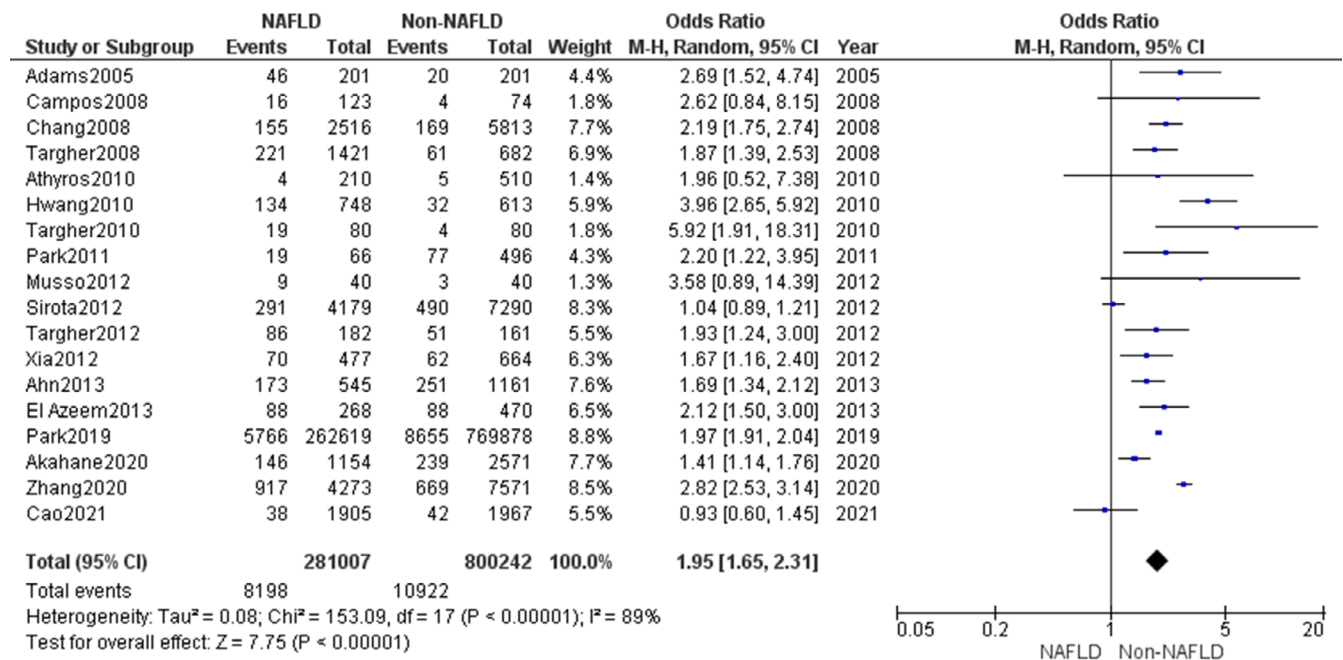 NAFLD Non-NAFLD Odds Ratio Odds Ratio
Study or Subgroup Events Total Events Total Weight M-H, Random, 95% CI Year M-H, Random, 95% CI
Adams2005 46 201 20 201 4.4% 2.69 [1.52, 4.74] 2005
Campos2008 16 123 4 74 1.8% 2.62 [0.84, 8.15] 2008
Chang2008 155 2516 169 5813 7.7% 2.19 [1.75, 2.74] 2008
Targher2008 221 1421 61 682 6.9% 1.87 [1.39, 2.53] 2008
Athyros2010 4 210 5 510 1.4% 1.96 [0.52, 7.38] 2010
Hwang2010 134 748 32 613 5.9% 3.96 [2.65, 5.92] 2010
Targher2010 19 80 4 80 1.8% 5.92 [1.91, 18.31] 2010
Park2011 19 66 77 496 4.3% 2.20 [1.22, 3.95] 2011
Musso2012 9 40 3 40 1.3% 3.58 [0.89, 14.39] 2012
Sirota2012 291 4179 490 7290 8.3% 1.04 [0.89, 1.21] 2012
Targher2012 86 182 51 161 5.5% 1.93 [1.24, 3.00] 2012
Xia2012 70 477 62 664 6.3% 1.67 [1.16, 2.40] 2012
Ahn2013 173 545 251 1161 7.6% 1.69 [1.34, 2.12] 2013
El Azeem2013 88 268 88 470 6.5% 2.12 [1.50, 3.00] 2013
Park2019 5766 262619 8655 769878 8.8% 1.97 [1.91, 2.04] 2019
Akahane2020 146 1154 239 2571 7.7% 1.41 [1.14, 1.76] 2020
Zhang2020 917 4273 669 7571 8.5% 2.82 [2.53, 3.14] 2020
Cao2021 38 1905 42 1967 5.5% 0.93 [0.60, 1.45] 2021
Total (95% CI) 281007 800242 100.0% 1.95 [1.65, 2.31]
Total events 8198 10922
Heterogeneity: Tau² = 0.08; Chi² = 153.09, df = 17 (P < 0.00001); I² = 89%
Test for overall effect: Z = 7.75 (P < 0.00001)
0.05 0.2 1 5 20
NAFLD Non-NAFLD